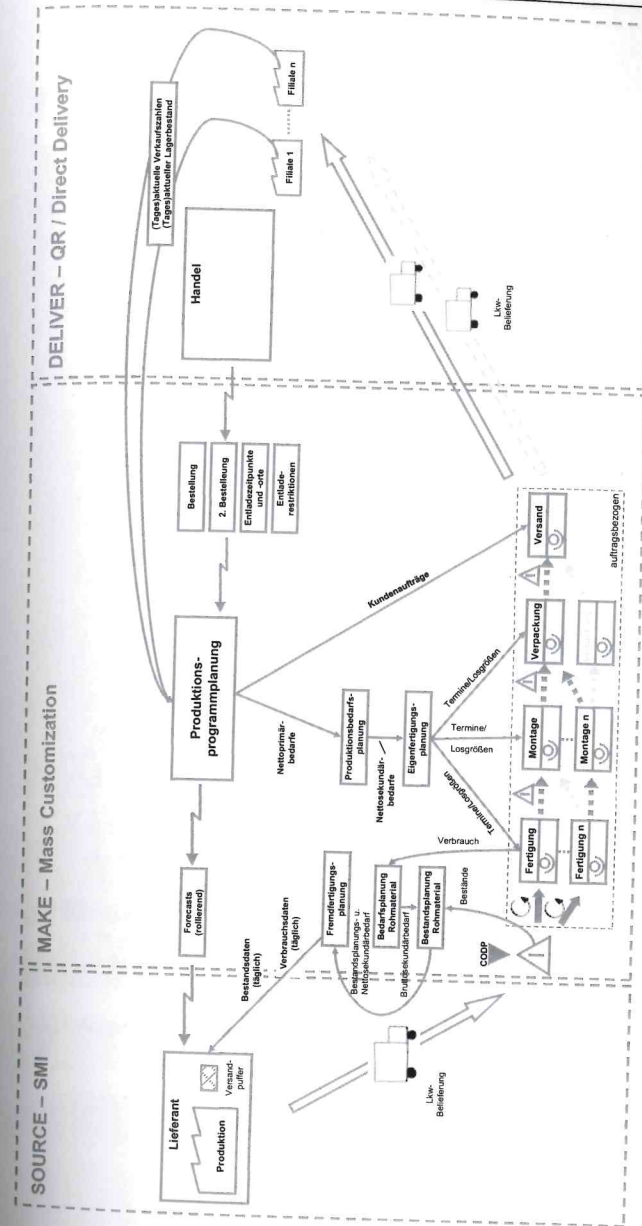 SOURCE – SMI
MAKE – Mass Customization
DELIVER – QR / Direct Delivery
Lieferant
Produktion
Versand-
puffer
Forecasts
(rollierend)
Bestandsdaten
(täglich)
Verbrauchsdaten
(täglich)
Lkw-
Belieferung
Produktions-
programmplanung
Bestellung
2. Bestelleung
Entladezeitpunkte
und -orte
Entlade-
restriktionen
Handel
(Tages)aktuelle Verkaufszahlen
(Tages)aktueller Lagerbestand
Filiale 1
Filiale n
Nettoprimär-
bedarfe
Kundenaufträge
Produktionsbedarfs-
planung
Nettosekundär-
bedarfe
Eigenfertigungs-
planung
Fremdfertigungs-
planung
Bestandsplanungs- u.
Nettosekundärbedarf
Bedarfsplanung
Rohmaterial
Bruttosekundärbedarf
Bestandsplanung
Rohmaterial
Verbrauch
Bestände
Termine/Losgrößen
Termine/
Losgrößen
Termine/Losgrößen
CODP
Fertigung
Fertigung n
Montage
Montage n
Verpackung
Versand
auftragsbezogen
Lkw-
Belieferung